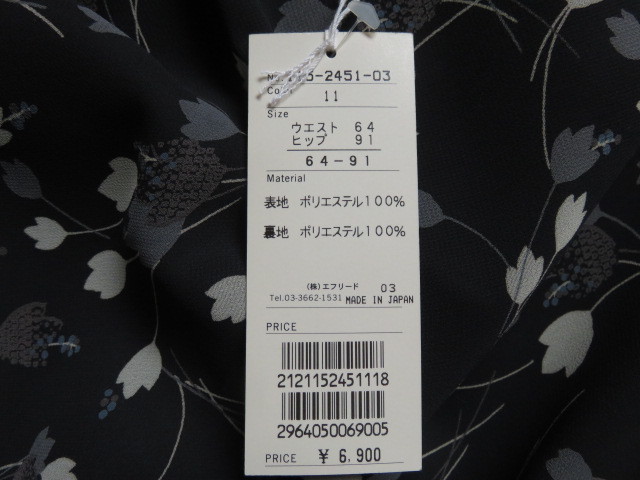 -2451-03
11
Size
ウエスト 64
ヒップ 91
64-91
Material
表地 ポリエステル100%
裏地 ポリエステル100%
(株)エフリード 03
Tel.03-3662-1531 MADE IN JAPAN
PRICE
2121152451118
2964050069005
PRICE ¥ 6,900